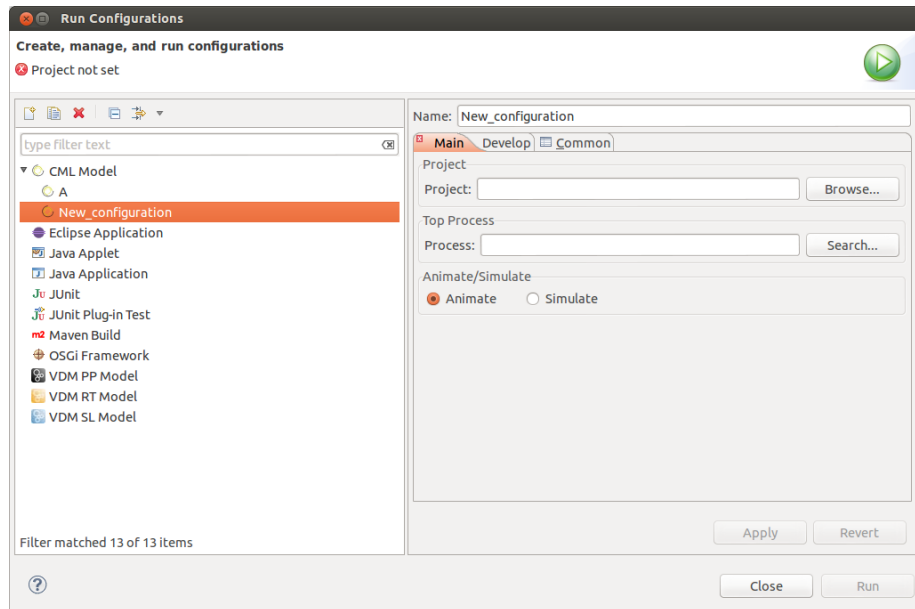 Run Configurations
Create, manage, and run configurations
Project not set
type filter text
CML Model
A
New_configuration
Eclipse Application
Java Applet
Java Application
Ju JUnit
Jü JUnit Plug-in Test
m2 Maven Build
OSGi Framework
VDM PP Model
VDM RT Model
VDM SL Model
Filter matched 13 of 13 items
Name: New_configuration
Main Develop Common
Project
Project: Browse...
Top Process
Process: Search...
Animate/Simulate
Animate Simulate
Apply Revert
? Close Run